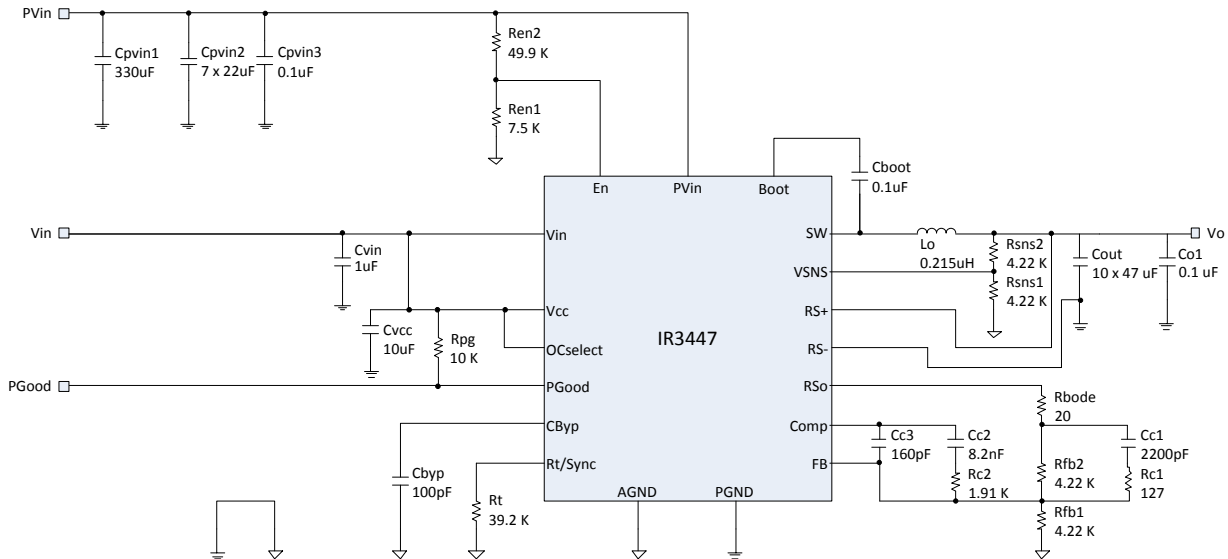 PVin
Cpvin1
330uF
Cpvin2
7 x 22uF
Cpvin3
0.1uF
Ren2
49.9 K
Ren1
7.5 K
Cboot
0.1uF
En
PVin
Boot
Vin
Cvin
1uF
Vin
SW
Lo
0.215uH
Rsns2
4.22 K
Rsns1
4.22 K
Cout
10 x 47 uF
Co1
0.1 uF
Vo
VSNS
Vcc
RS+
Cvcc
10uF
Rpg
10 K
OCselect
IR3447
RS-
PGood
PGood
RSo
Rbode
20
CByp
Comp
Cc3
160pF
Cc2
8.2nF
Cc1
2200pF
Rt/Sync
FB
Rc2
1.91 K
Rfb2
4.22 K
Rc1
127
Cbyp
100pF
Rt
39.2 K
AGND
PGND
Rfb1
4.22 K